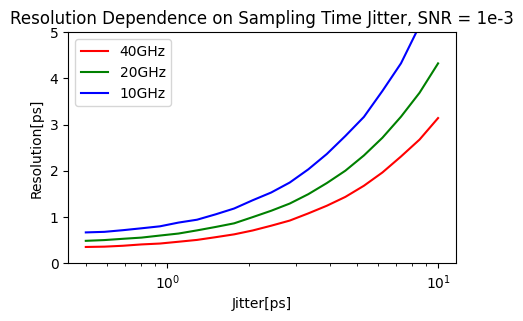 Resolution Dependence on Sampling Time Jitter, SNR = 1e-3
40GHz
20GHz
10GHz
Resolution[ps]
5
4
3
2
1
0
10⁰
10¹
Jitter[ps]